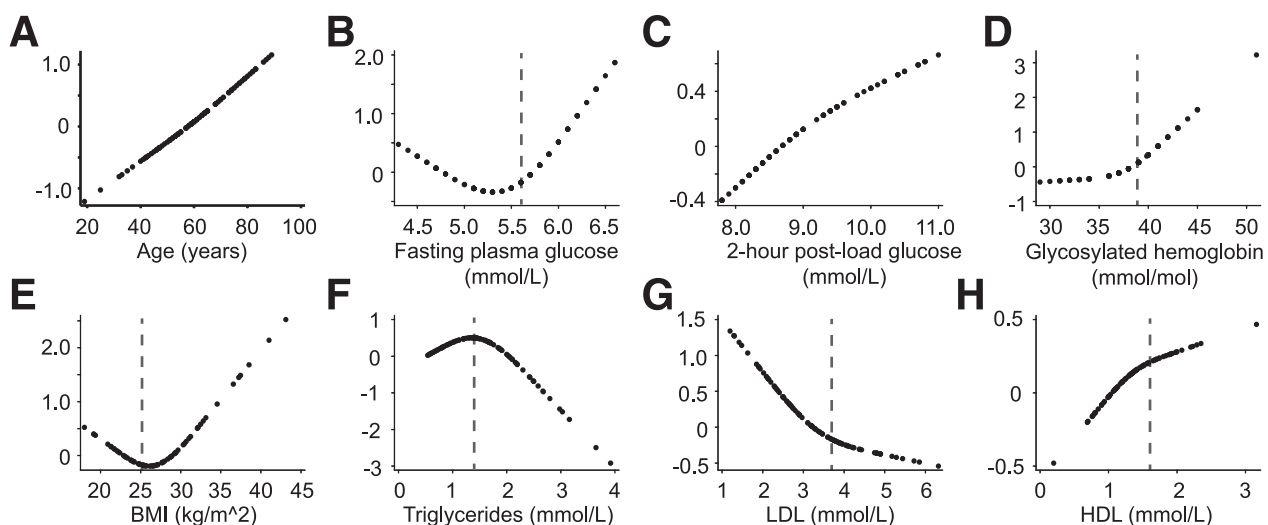 A
1.0
0
-1.0
20 40 60 80 100
Age (years)
B
2.0
1.0
0
4.5 5.0 5.5 6.0 6.5
Fasting plasma glucose
(mmol/L)
C
0.4
0
-0.4
8.0 9.0 10.0 11.0
2-hour post-load glucose
(mmol/L)
D
3
2
1
0
-1
30 35 40 45 50
Glycosylated hemoglobin
(mmol/mol)
E
2.0
1.0
0
20 25 30 35 40 45
BMI (kg/m^2)
F
1
0
-1
-2
-3
0 1 2 3 4
Triglycerides (mmol/L)
G
1.5
1.0
0.5
0
-0.5
1 2 3 4 5 6
LDL (mmol/L)
H
0.5
0
-0.5
0 1 2 3
HDL (mmol/L)